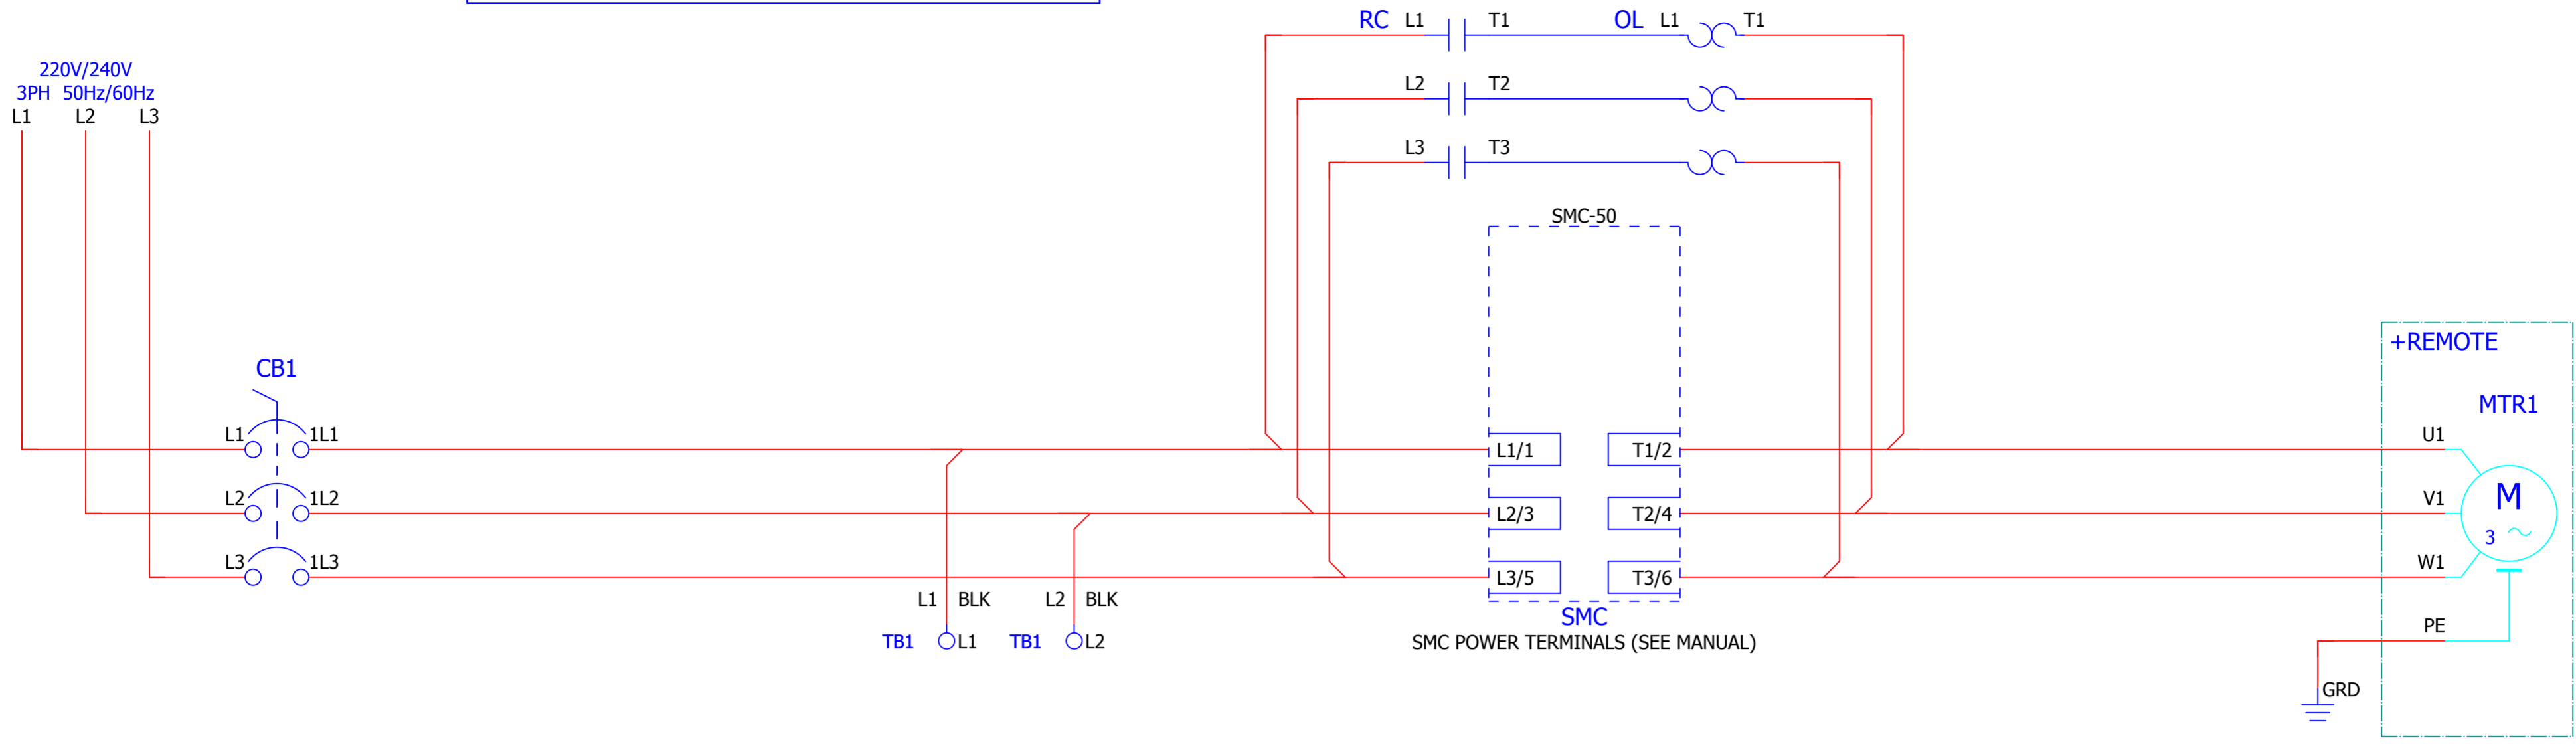 RC L1 T1 OL L1 T1
220V/240V
3PH 50Hz/60Hz
L1 L2 L3
L2 T2
L3 T3
SMC-50
+REMOTE
CB1
MTR1
L1 1L1
L1/1 T1/2
U1
L2 1L2
L2/3 T2/4
V1
M
3
L3 1L3
L3/5 T3/6
W1
L1 BLK L2 BLK
SMC
PE
TB1 L1 TB1 L2
SMC POWER TERMINALS (SEE MANUAL)
GRD